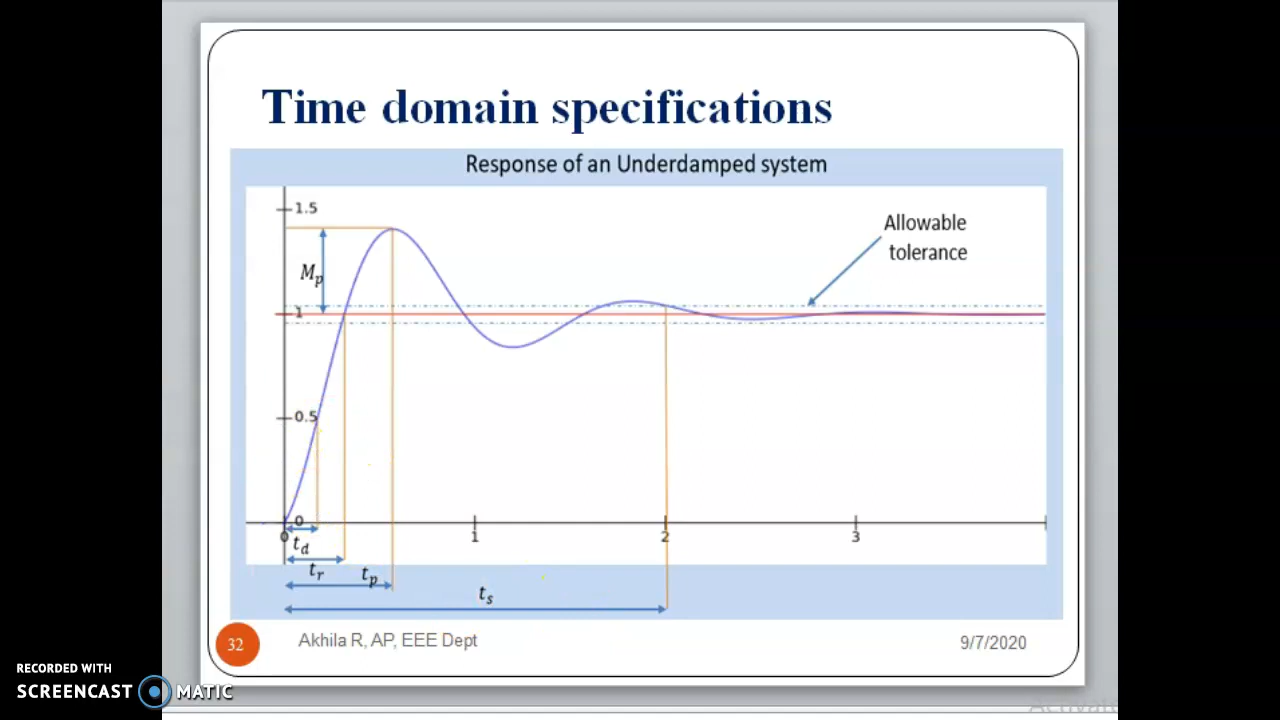 Time domain specifications
Response of an Underdamped system
1.5
Allowable
tolerance
Mp
1
0.5
0
0
1
2
3
td
tr
tp
ts
32
Akhila R, AP, EEE Dept
9/7/2020
RECORDED WITH
SCREENCAST MATIC